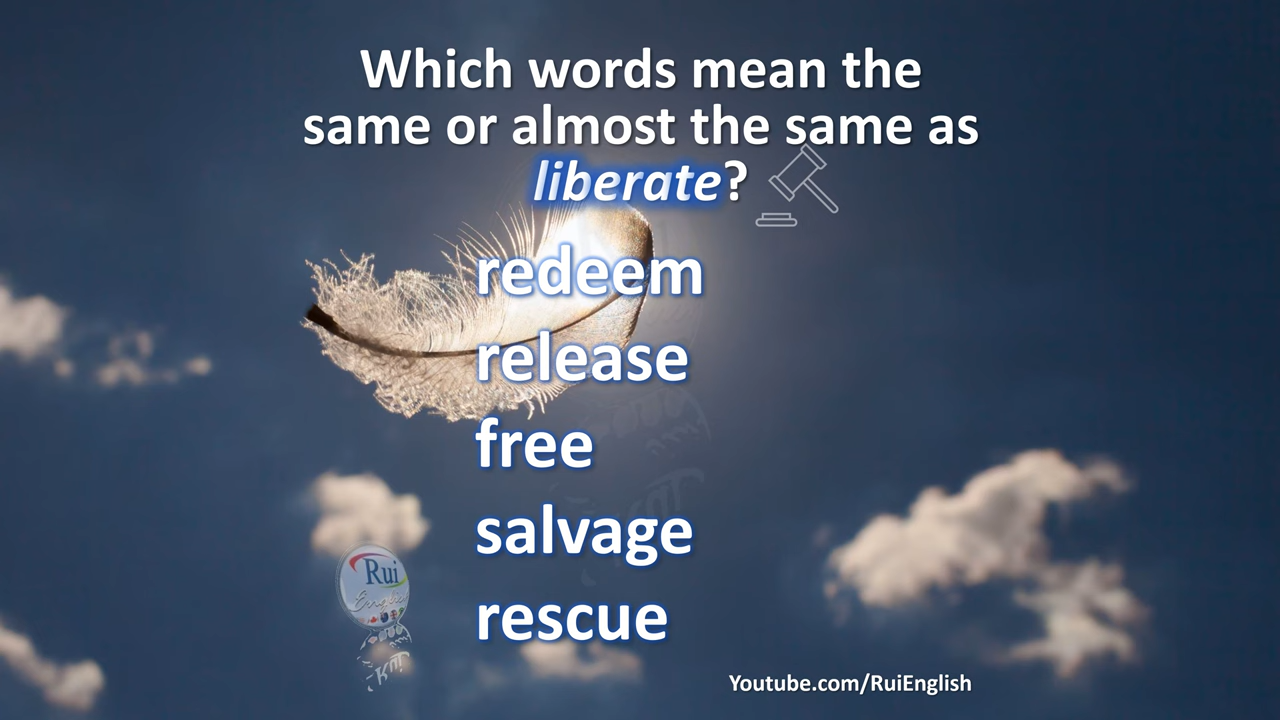 Which words mean the
same or almost the same as
liberate?
redeem
release
free
salvage
rescue
Rui
English
Youtube.com/RuiEnglish